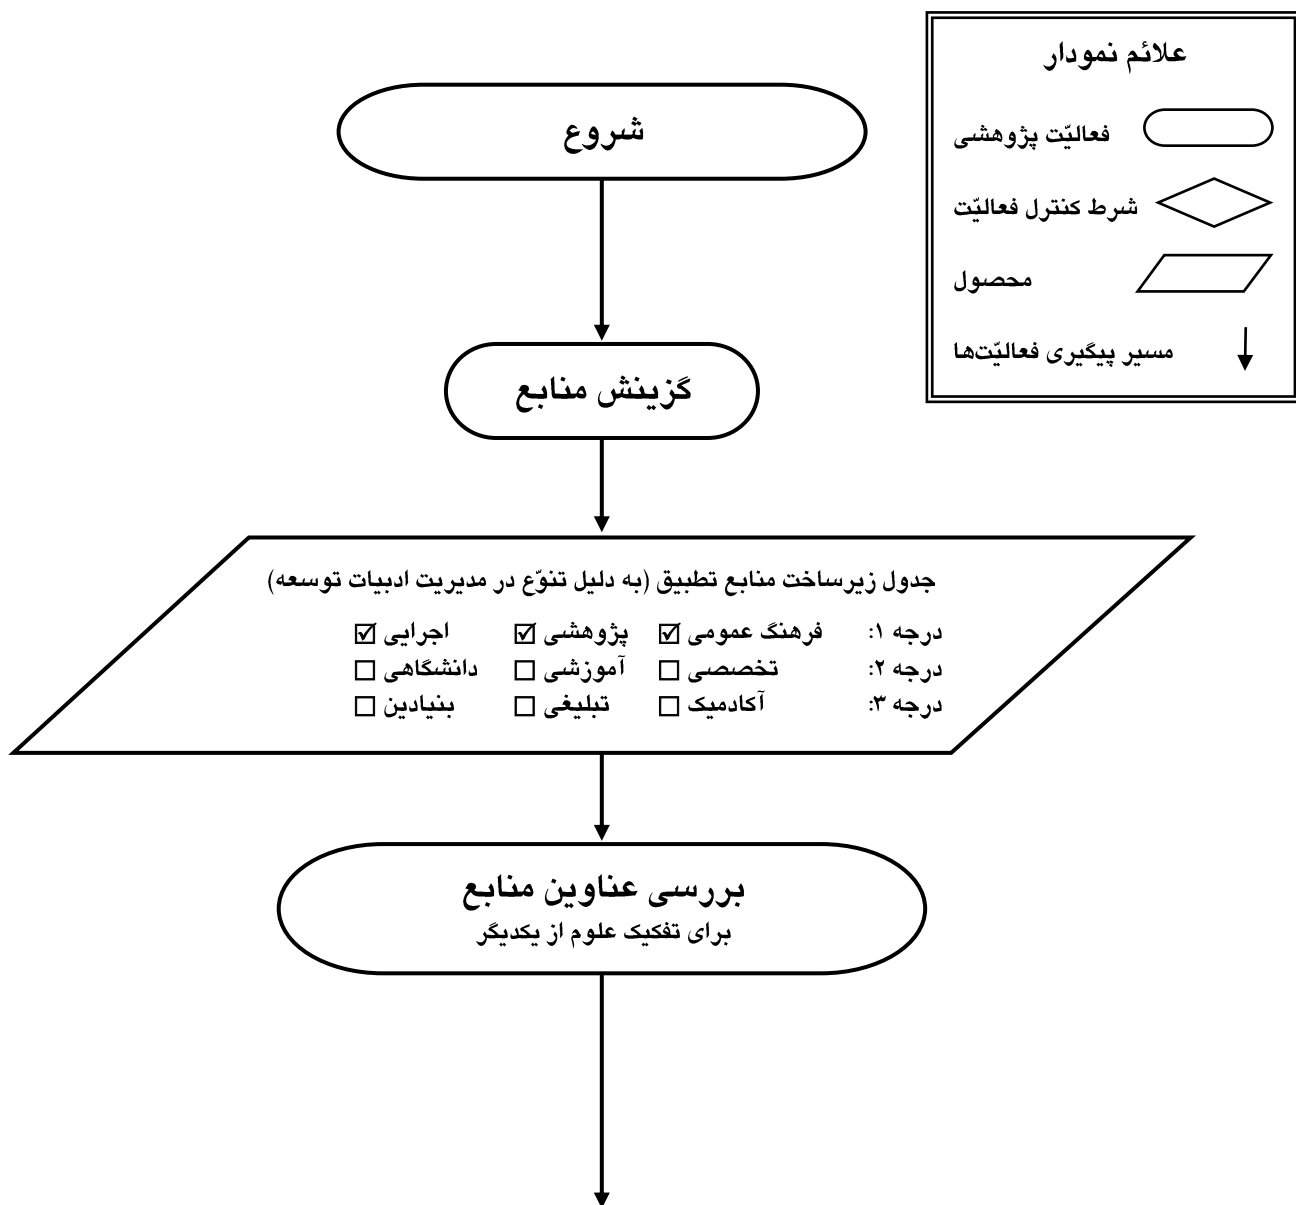 علائم نمودار
فعالیّت پژوهشی
شرط کنترل فعالیّت
محصول
مسیر پیگیری فعالیّت‌ها
شروع
گزینش منابع
جدول زیرساخت منابع تطبیق (به دلیل تنوّع در مدیریت ادبیات توسعه)
درجه ۱: فرهنگ عمومی ☑ پژوهشی ☑ اجرایی ☑
درجه ۲: تخصصی ☐ آموزشی ☐ دانشگاهی ☐
درجه ۳: آکادمیک ☐ تبلیغی ☐ بنیادین ☐
بررسی عناوین منابع
برای تفکیک علوم از یکدیگر